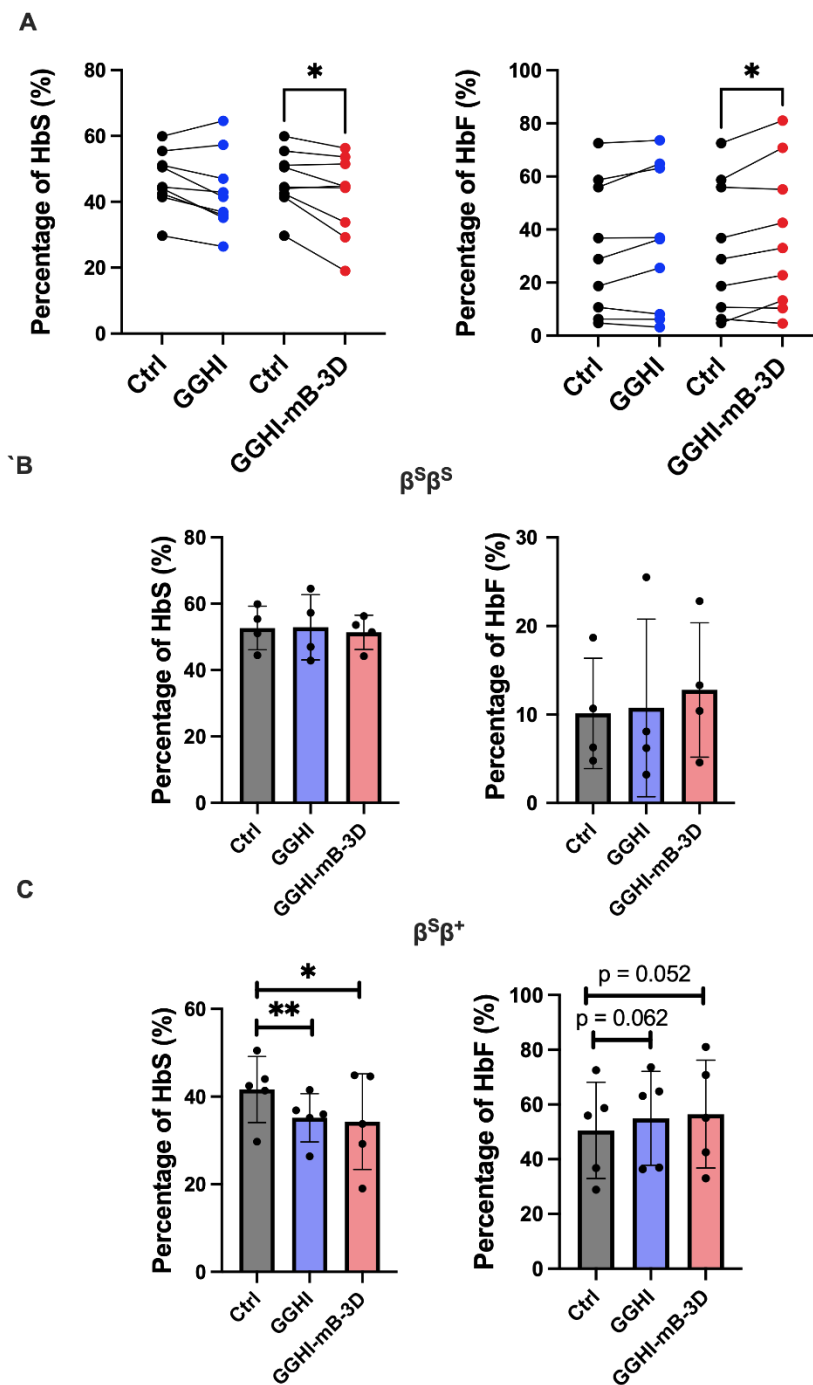 A
Percentage of HbS (%)
80
60
40
20
0
*
Ctrl
GGHI
Ctrl
GGHI-mB-3D
Percentage of HbF (%)
100
80
60
40
20
0
*
Ctrl
GGHI
Ctrl
GGHI-mB-3D
`B
βˢβˢ
Percentage of HbS (%)
80
60
40
20
0
Ctrl
GGHI
GGHI-mB-3D
Percentage of HbF (%)
30
20
10
0
Ctrl
GGHI
GGHI-mB-3D
C
βˢβ⁺
Percentage of HbS (%)
60
40
20
0
*
**
Ctrl
GGHI
GGHI-mB-3D
Percentage of HbF (%)
100
80
60
40
20
0
p = 0.052
p = 0.062
Ctrl
GGHI
GGHI-mB-3D